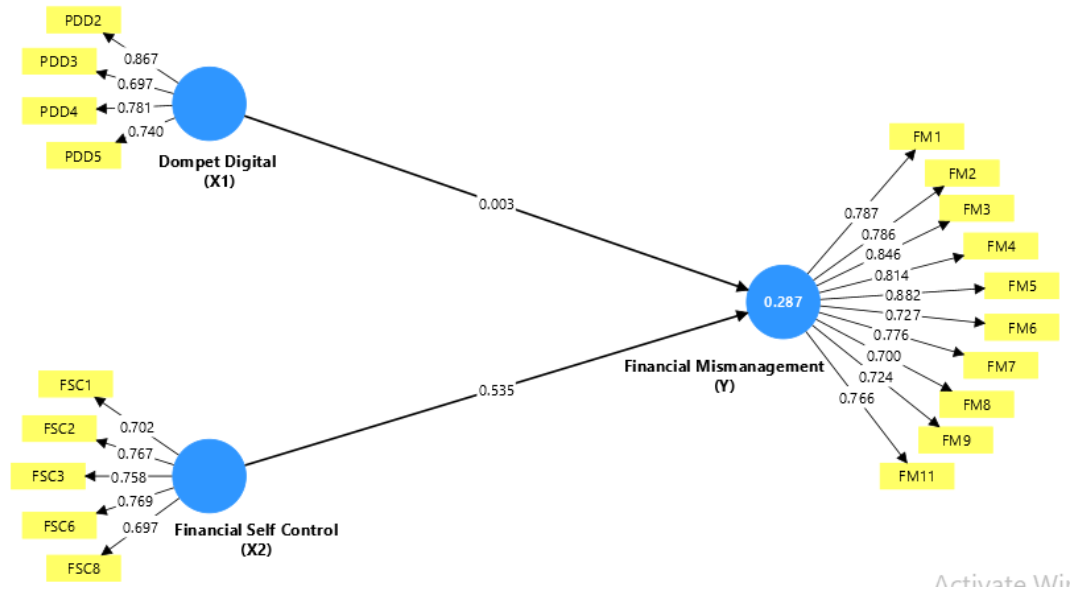 PDD2
0.867
PDD3
0.697
PDD4
0.781
0.740
PDD5
Dompet Digital
(X1)
0.003
FM1
FM2
FM3
FM4
FM5
FM6
FM7
FM8
FM9
FM11
0.787
0.786
0.846
0.814
0.882
0.727
0.776
0.700
0.724
0.766
0.287
Financial Mismanagement
(Y)
0.535
FSC1
0.702
FSC2
0.767
FSC3
0.758
0.769
FSC6
0.697
FSC8
Financial Self Control
(X2)
Activate Win